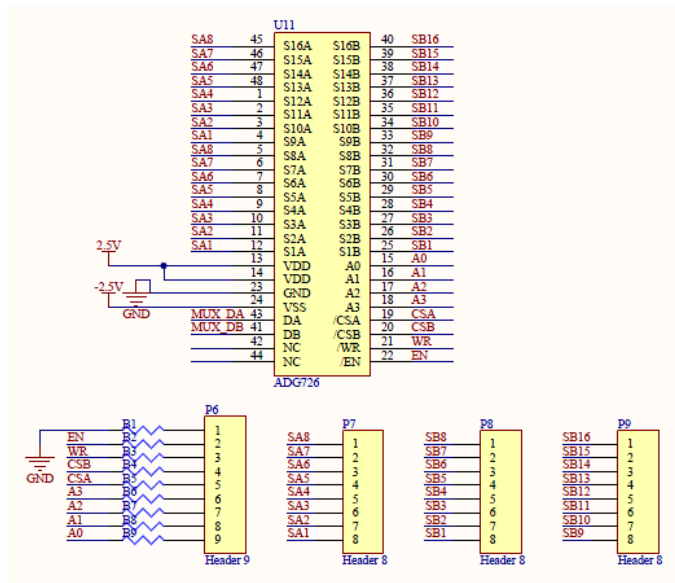 U11
SA8 45 S16A S16B 40 SB16
SA7 46 S15A S15B 39 SB15
SA6 47 S14A S14B 38 SB14
SA5 48 S13A S13B 37 SB13
SA4 1 S12A S12B 36 SB12
SA3 2 S11A S11B 35 SB11
SA2 3 S10A S10B 34 SB10
SA1 4 S9A S9B 33 SB9
SA8 5 S8A S8B 32 SB8
SA7 6 S7A S7B 31 SB7
SA6 7 S6A S6B 30 SB6
SA5 8 S5A S5B 29 SB5
SA4 9 S4A S4B 28 SB4
SA3 10 S3A S3B 27 SB3
SA2 11 S2A S2B 26 SB2
SA1 12 S1A S1B 25 SB1
2.5V 13 VDD A0 15 A0
14 VDD A1 16 A1
-2.5V 23 GND A2 17 A2
24 VSS A3 18 A3
GND
MUX_DA 43 DA /CSA 19 CSA
MUX_DB 41 DB /CSB 20 CSB
42 NC /WR 21 WR
44 NC /EN 22 EN
ADG726
P6 P7 P8 P9
B1 1
EN B2 2 SA8 1 SB8 1 SB16 1
WR B3 3 SA7 2 SB7 2 SB15 2
CSB B4 4 SA6 3 SB6 3 SB14 3
GND CSA B5 5 SA5 4 SB5 4 SB13 4
A3 B6 6 SA4 5 SB4 5 SB12 5
A2 B7 7 SA3 6 SB3 6 SB11 6
A1 B8 8 SA2 7 SB2 7 SB10 7
A0 B9 9 SA1 8 SB1 8 SB9 8
Header 9 Header 8 Header 8 Header 8